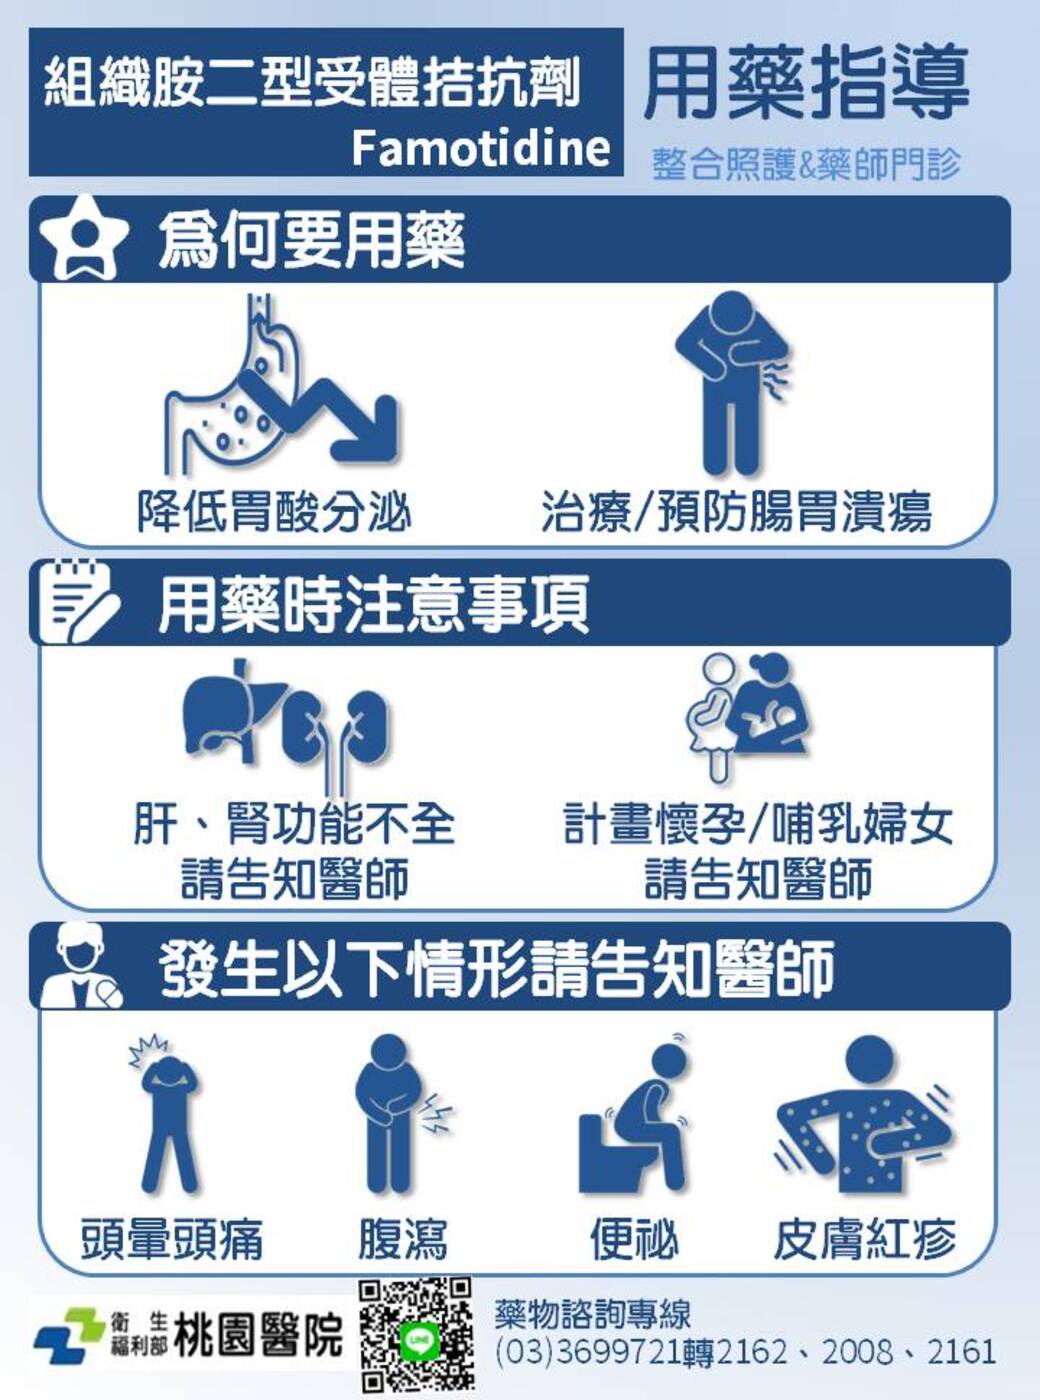 組織胺二型受體拮抗劑
Famotidine
用藥指導
整合照護&藥師門診
為何要用藥
降低胃酸分泌
治療/預防腸胃潰瘍
用藥時注意事項
肝、腎功能不全
請告知醫師
計畫懷孕/哺乳婦女
請告知醫師
發生以下情形請告知醫師
頭暈頭痛
腹瀉
便祕
皮膚紅疹
衛生
福利部
桃園醫院
LINE
藥物諮詢專線
(03)3699721轉2162、2008、2161